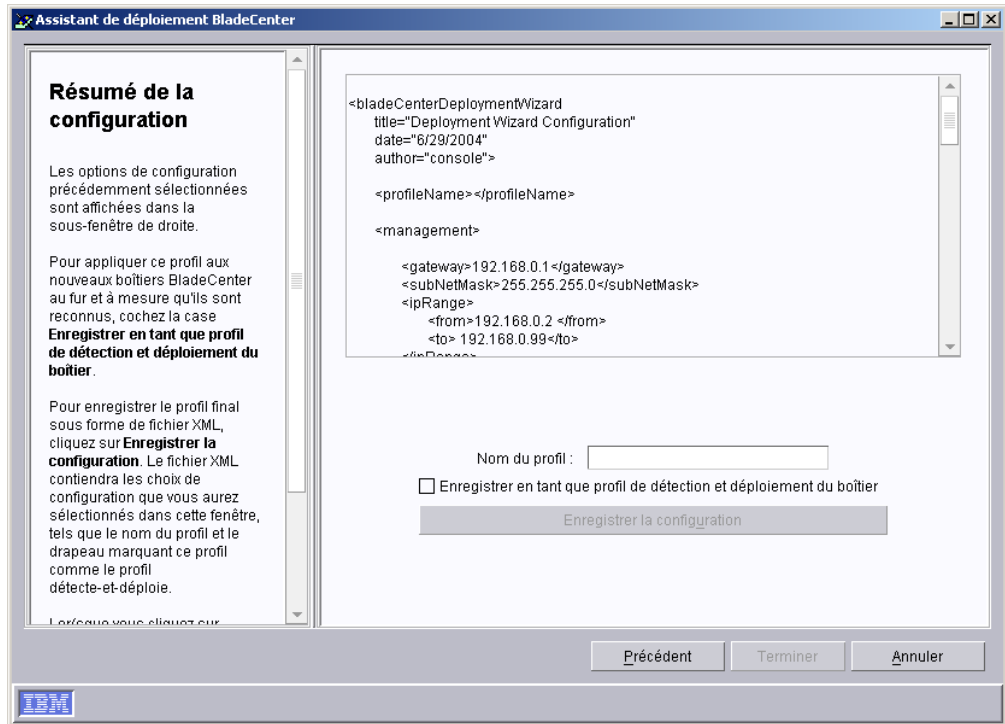 Assistant de déploiement BladeCenter
Résumé de la
configuration
Les options de configuration
précédemment sélectionnées
sont affichées dans la
sous-fenêtre de droite.
Pour appliquer ce profil aux
nouveaux boîtiers BladeCenter
au fur et à mesure qu'ils sont
reconnus, cochez la case
Enregistrer en tant que profil
de détection et déploiement du
boîtier.
Pour enregistrer le profil final
sous forme de fichier XML,
cliquez sur Enregistrer la
configuration. Le fichier XML
contiendra les choix de
configuration que vous aurez
sélectionnés dans cette fenêtre,
tels que le nom du profil et le
drapeau marquant ce profil
comme le profil
détecte-et-déploie.
Lor(sque vous cliquez sur
<bladeCenterDeploymentWizard
title="Deployment Wizard Configuration"
date="6/29/2004"
author="console">
<profileName></profileName>
<management>
<gateway>192.168.0.1</gateway>
<subNetMask>255.255.255.0</subNetMask>
<ipRange>
<from>192.168.0.2 </from>
<to> 192.168.0.99</to>
</ipRange>
Nom du profil :
Enregistrer en tant que profil de détection et déploiement du boîtier
Enregistrer la configuration
Précédent
Terminer
Annuler
IBM